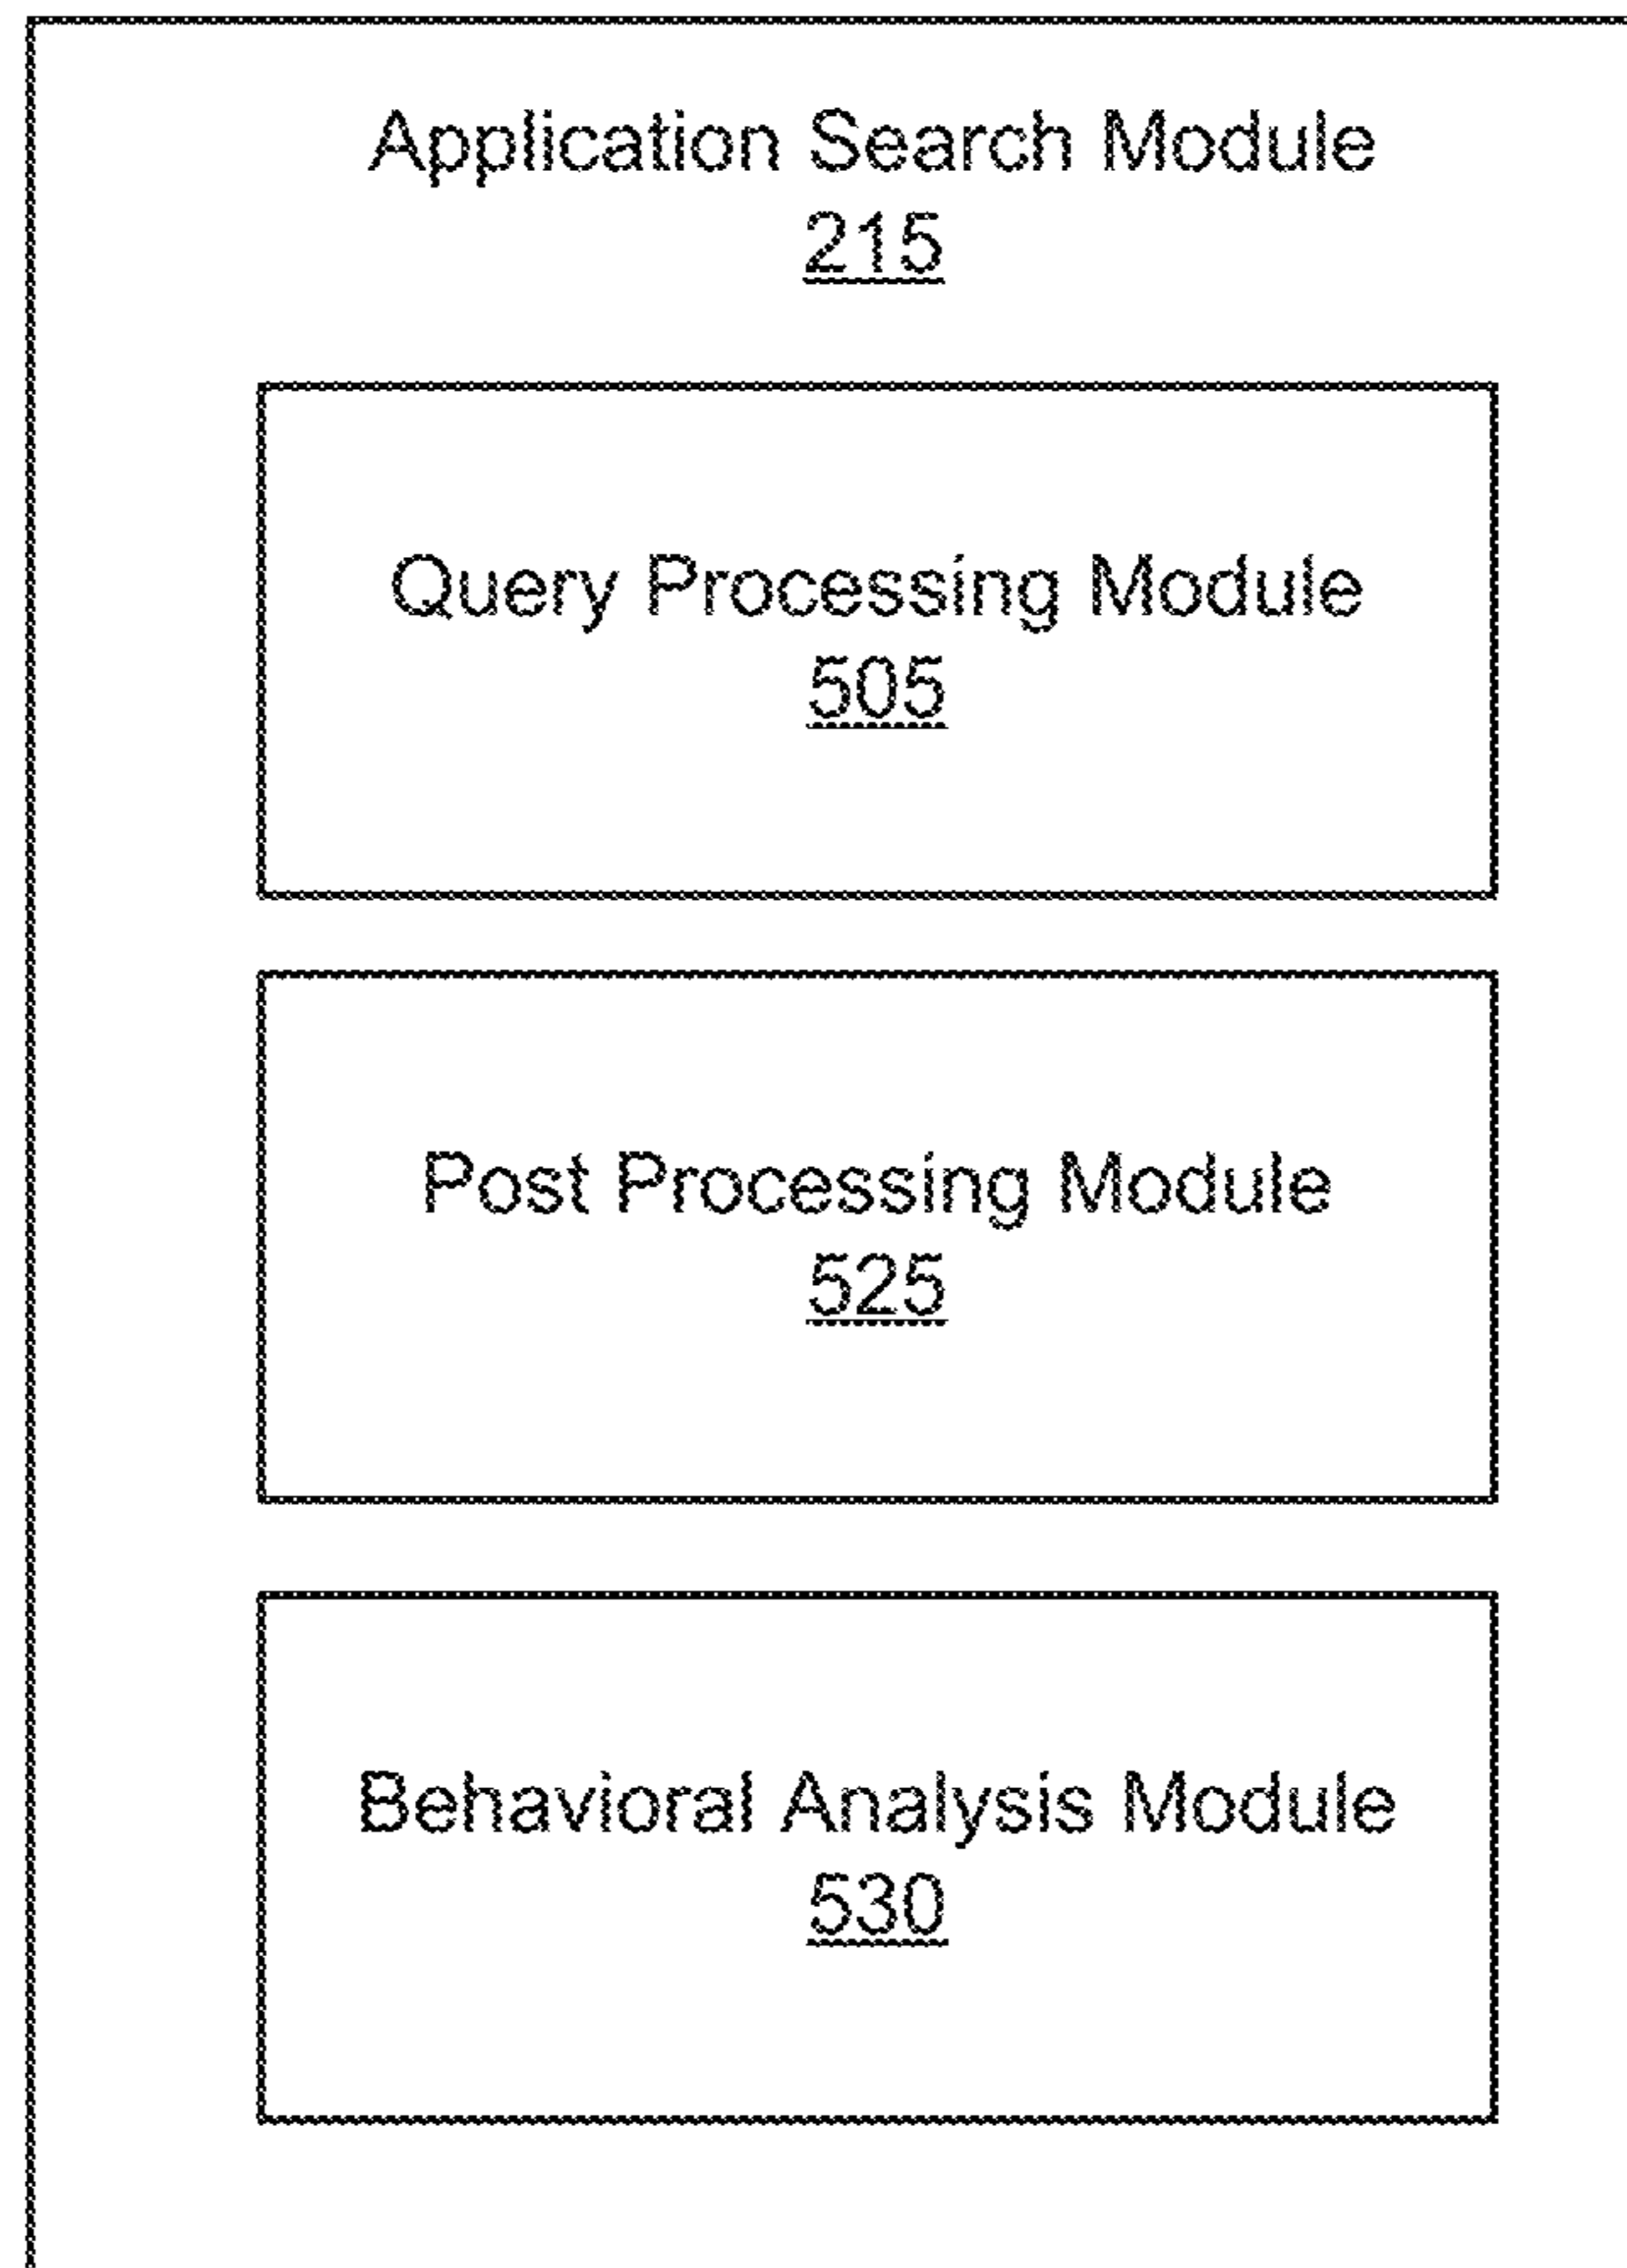 Application Search Module
215
Query Processing Module
505
Post Processing Module
525
Behavioral Analysis Module
530